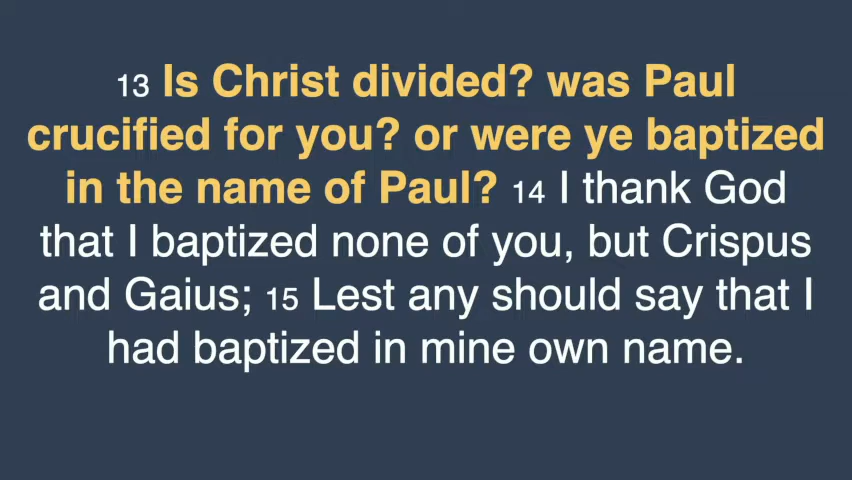 13 Is Christ divided? was Paul
crucified for you? or were ye baptized
in the name of Paul? 14 I thank God
that I baptized none of you, but Crispus
and Gaius; 15 Lest any should say that I
had baptized in mine own name.